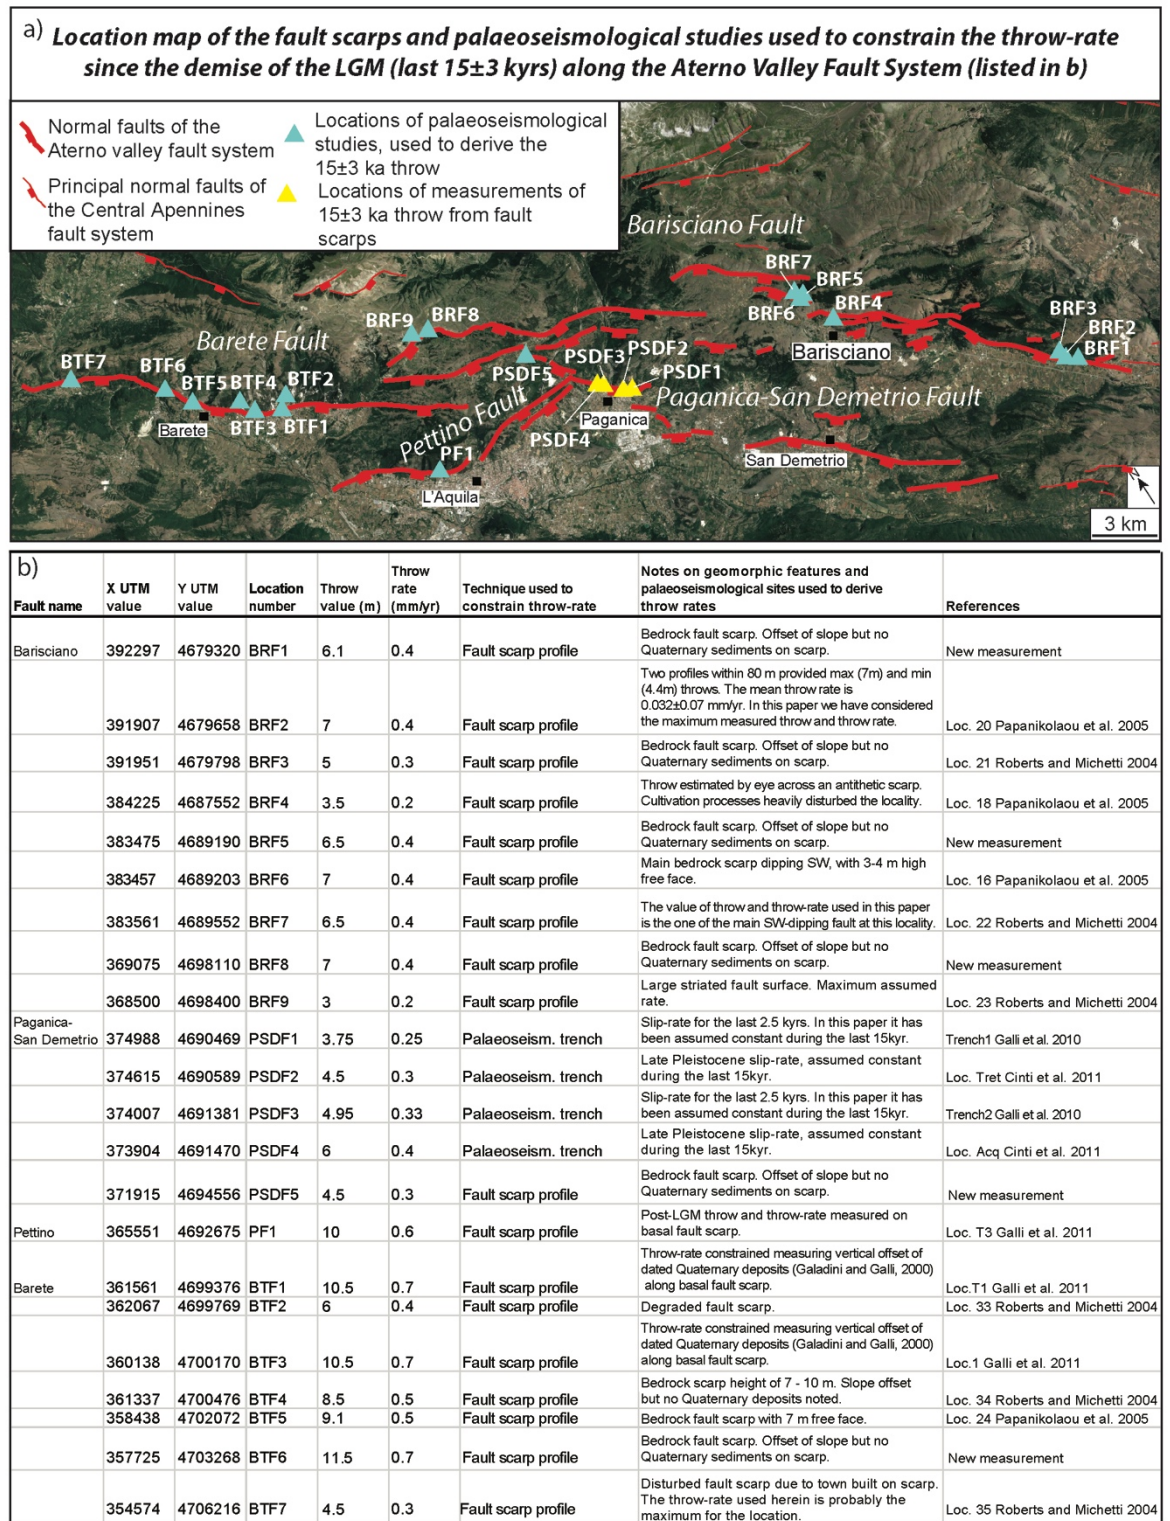 a) Location map of the fault scarps and palaeoseismological studies used to constrain the throw-rate
since the demise of the LGM (last 15±3 kyrs) along the Aterno Valley Fault System (listed in b)
Normal faults of the
Aterno valley fault system
Principal normal faults of
the Central Apennines
fault system
Locations of palaeoseismological
studies, used to derive the
15±3 ka throw
Locations of measurements of
15±3 ka throw from fault
scarps
Barisciano Fault
BRF7
BRF5
BRF6
BRF4
BRF3
BRF2
BRF1
Barisciano
BRF9
BRF8
Barete Fault
BTF7
BTF6
BTF5
BTF4
BTF2
BTF3
BTF1
Barete
PSDF3
PSDF2
PSDF5
PSDF1
Paganica-San Demetrio Fault
Paganica
PSDF4
Pettino Fault
PF1
L'Aquila
San Demetrio
N
3 km
b)
Fault name X UTM value Y UTM value Location number Throw value (m) Throw rate (mm/yr) Technique used to constrain throw-rate Notes on geomorphic features and palaeoseismological sites used to derive throw rates References
Barisciano 392297 4679320 BRF1 6.1 0.4 Fault scarp profile Bedrock fault scarp. Offset of slope but no Quaternary sediments on scarp. New measurement
391907 4679658 BRF2 7 0.4 Fault scarp profile Two profiles within 80 m provided max (7m) and min (4.4m) throws. The mean throw rate is 0.032±0.07 mm/yr. In this paper we have considered the maximum measured throw and throw rate. Loc. 20 Papanikolaou et al. 2005
391951 4679798 BRF3 5 0.3 Fault scarp profile Bedrock fault scarp. Offset of slope but no Quaternary sediments on scarp. Loc. 21 Roberts and Michetti 2004
384225 4687552 BRF4 3.5 0.2 Fault scarp profile Throw estimated by eye across an antithetic scarp. Cultivation processes heavily disturbed the locality. Loc. 18 Papanikolaou et al. 2005
383475 4689190 BRF5 6.5 0.4 Fault scarp profile Bedrock fault scarp. Offset of slope but no Quaternary sediments on scarp. New measurement
383457 4689203 BRF6 7 0.4 Fault scarp profile Main bedrock scarp dipping SW, with 3-4 m high free face. Loc. 16 Papanikolaou et al. 2005
383561 4689552 BRF7 6.5 0.4 Fault scarp profile The value of throw and throw-rate used in this paper is the one of the main SW-dipping fault at this locality. Loc. 22 Roberts and Michetti 2004
369075 4698110 BRF8 7 0.4 Fault scarp profile Bedrock fault scarp. Offset of slope but no Quaternary sediments on scarp. New measurement
368500 4698400 BRF9 3 0.2 Fault scarp profile Large striated fault surface. Maximum assumed rate. Loc. 23 Roberts and Michetti 2004
Paganica-San Demetrio 374988 4690469 PSDF1 3.75 0.25 Palaeoseism. trench Slip-rate for the last 2.5 kyrs. In this paper it has been assumed constant during the last 15kyr. Trench1 Galli et al. 2010
374615 4690589 PSDF2 4.5 0.3 Palaeoseism. trench Late Pleistocene slip-rate, assumed constant during the last 15kyr. Loc. Tret Cinti et al. 2011
374007 4691381 PSDF3 4.95 0.33 Palaeoseism. trench Slip-rate for the last 2.5 kyrs. In this paper it has been assumed constant during the last 15kyr. Trench2 Galli et al. 2010
373904 4691470 PSDF4 6 0.4 Palaeoseism. trench Late Pleistocene slip-rate, assumed constant during the last 15kyr. Loc. Acq Cinti et al. 2011
371915 4694556 PSDF5 4.5 0.3 Fault scarp profile Bedrock fault scarp. Offset of slope but no Quaternary sediments on scarp. New measurement
Pettino 365551 4692675 PF1 10 0.6 Fault scarp profile Post-LGM throw and throw-rate measured on basal fault scarp. Loc. T3 Galli et al. 2011
Barete 361561 4699376 BTF1 10.5 0.7 Fault scarp profile Throw-rate constrained measuring vertical offset of dated Quaternary deposits (Galadini and Galli, 2000) along basal fault scarp. Loc.T1 Galli et al. 2011
362067 4699769 BTF2 6 0.4 Fault scarp profile Degraded fault scarp. Loc. 33 Roberts and Michetti 2004
360138 4700170 BTF3 10.5 0.7 Fault scarp profile Throw-rate constrained measuring vertical offset of dated Quaternary deposits (Galadini and Galli, 2000) along basal fault scarp. Loc.1 Galli et al. 2011
361337 4700476 BTF4 8.5 0.5 Fault scarp profile Bedrock scarp height of 7 - 10 m. Slope offset but no Quaternary deposits noted. Loc. 34 Roberts and Michetti 2004
358438 4702072 BTF5 9.1 0.5 Fault scarp profile Bedrock fault scarp with 7 m free face. Loc. 24 Papanikolaou et al. 2005
357725 4703268 BTF6 11.5 0.7 Fault scarp profile Bedrock fault scarp. Offset of slope but no Quaternary sediments on scarp. New measurement
354574 4706216 BTF7 4.5 0.3 Fault scarp profile Disturbed fault scarp due to town built on scarp. The throw-rate used herein is probably the maximum for the location. Loc. 35 Roberts and Michetti 2004